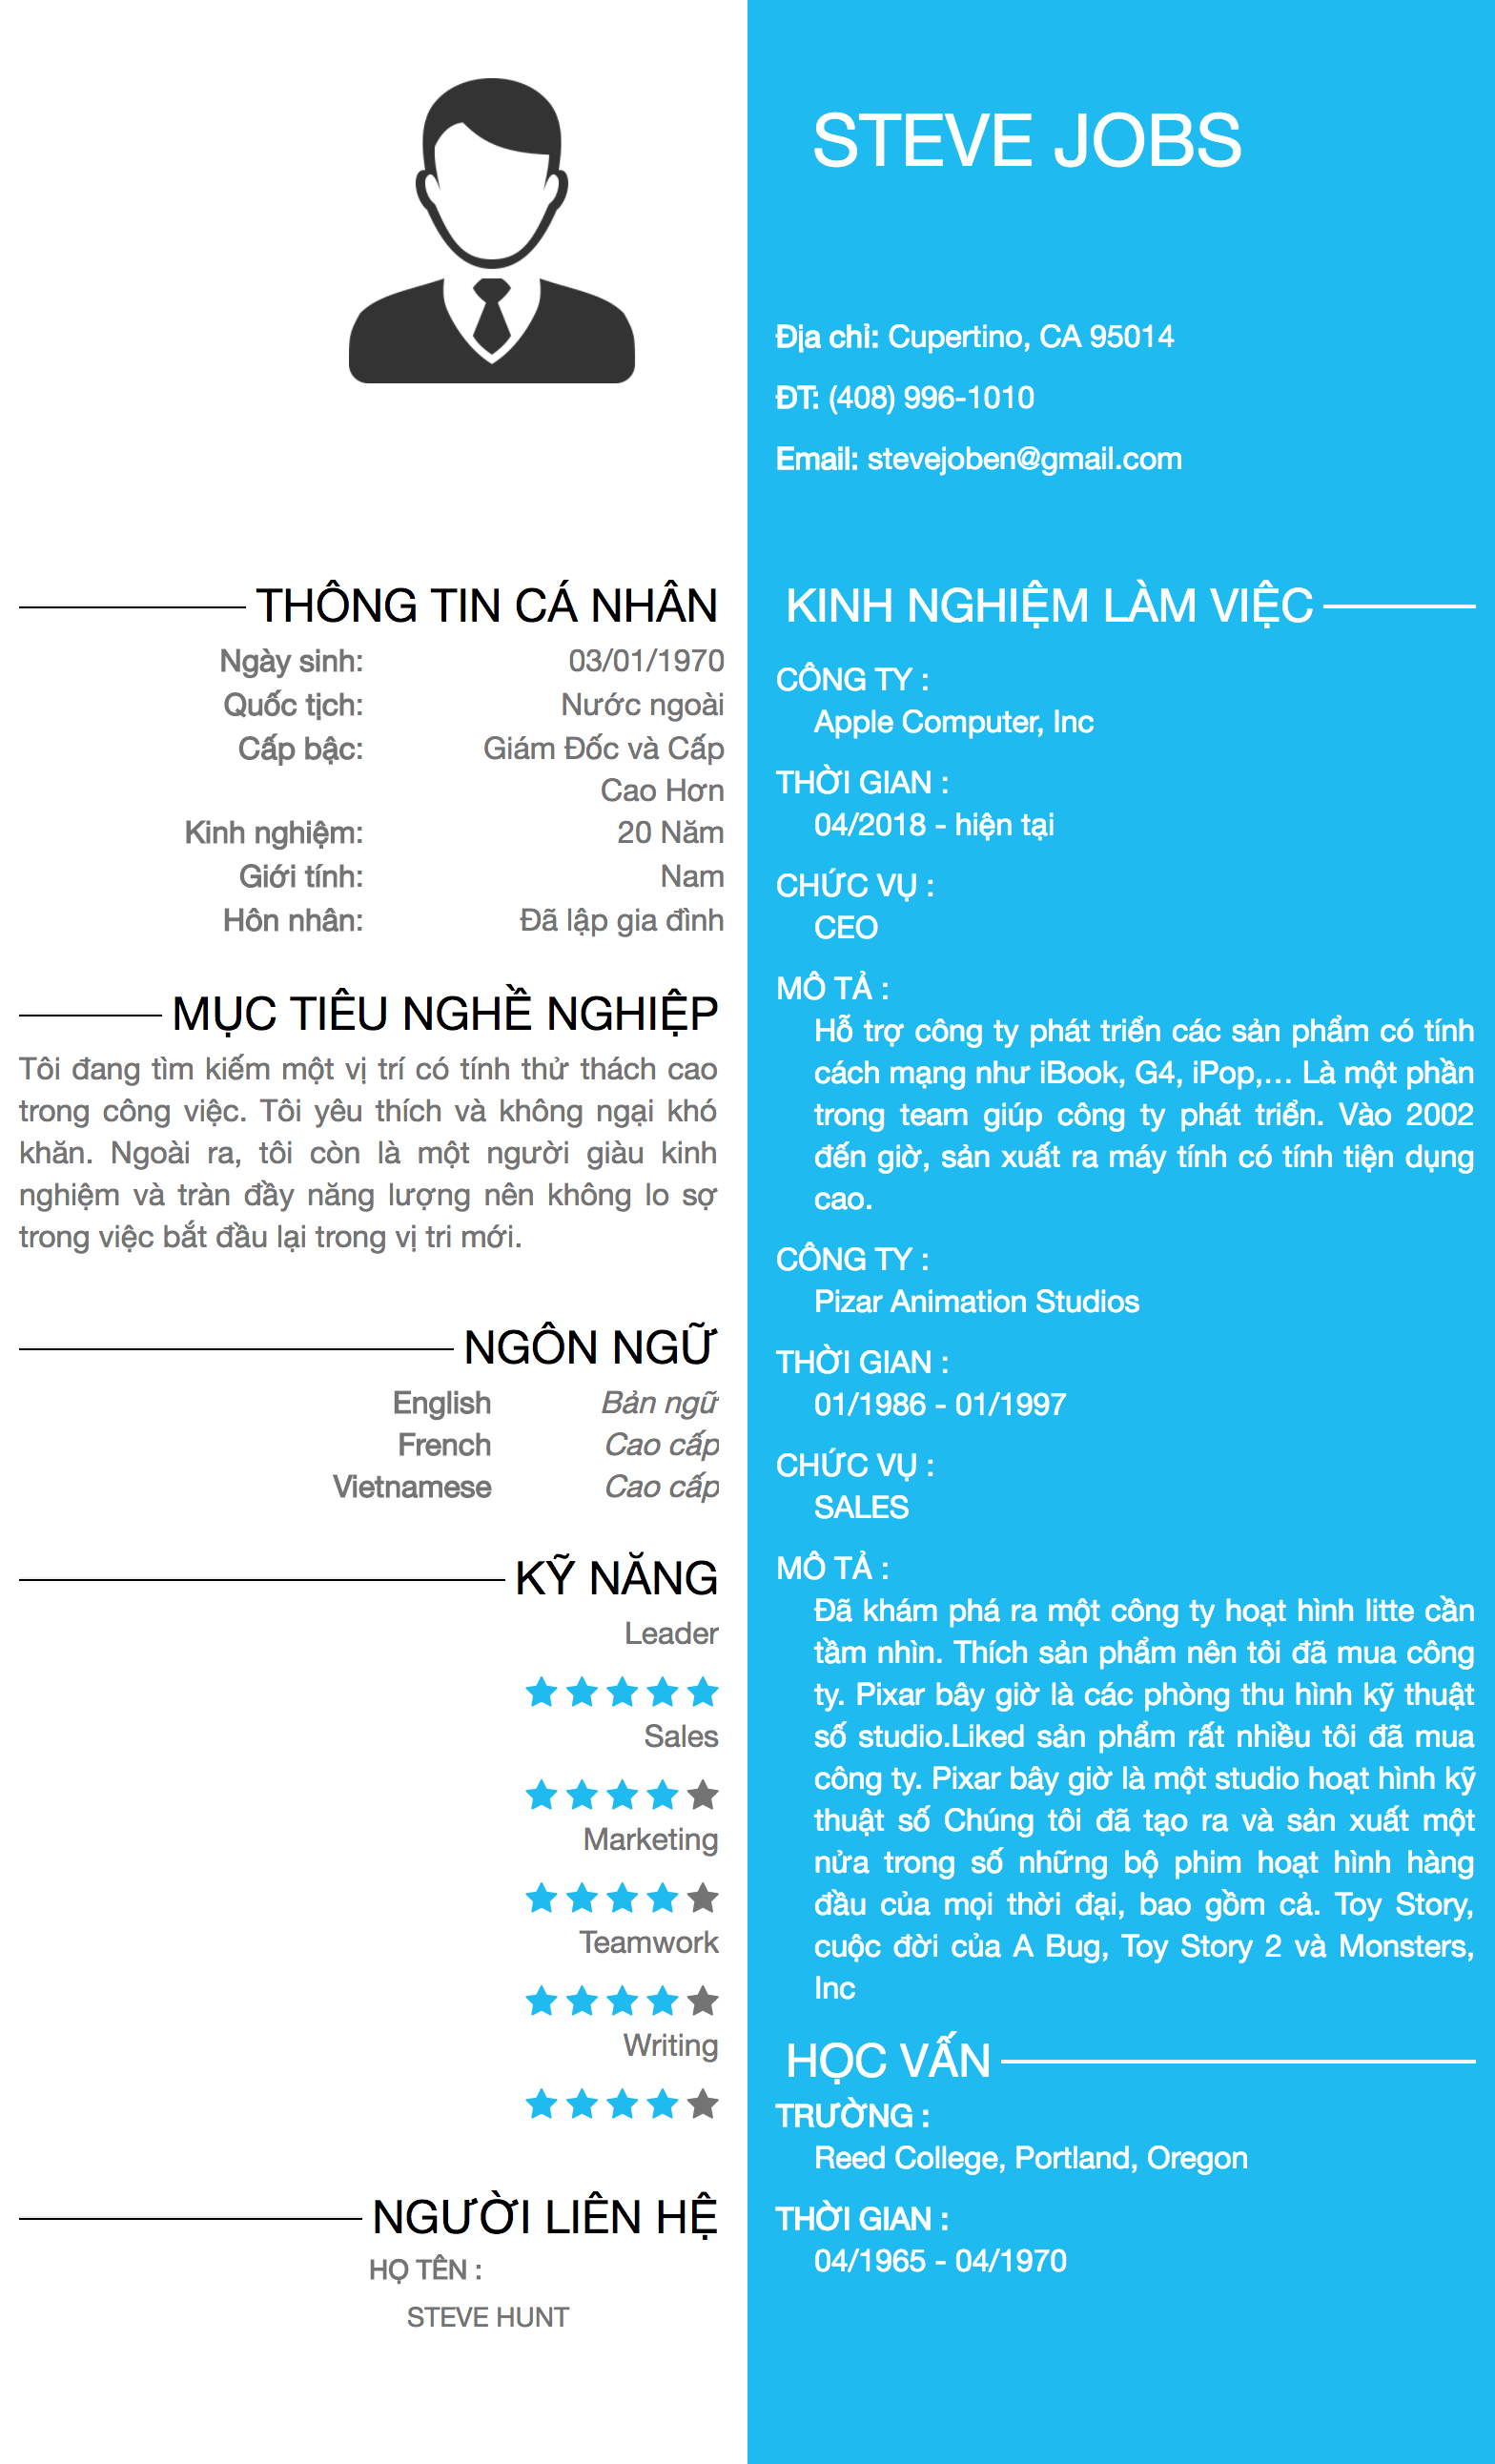 STEVE JOBS
Địa chỉ: Cupertino, CA 95014
ĐT: (408) 996-1010
Email: stevejoben@gmail.com
THÔNG TIN CÁ NHÂN
Ngày sinh: 03/01/1970
Quốc tịch: Nước ngoài
Cấp bậc: Giám Đốc và Cấp
Cao Hơn
Kinh nghiệm: 20 Năm
Giới tính: Nam
Hôn nhân: Đã lập gia đình
MỤC TIÊU NGHỀ NGHIỆP
Tôi đang tìm kiếm một vị trí có tính thử thách cao
trong công việc. Tôi yêu thích và không ngại khó
khăn. Ngoài ra, tôi còn là một người giàu kinh
nghiệm và tràn đầy năng lượng nên không lo sợ
trong việc bắt đầu lại trong vị tri mới.
NGÔN NGỮ
English Bản ngữ
French Cao cấp
Vietnamese Cao cấp
KỸ NĂNG
Leader
Sales
Marketing
Teamwork
Writing
NGƯỜI LIÊN HỆ
HỌ TÊN :
STEVE HUNT
KINH NGHIỆM LÀM VIỆC
CÔNG TY :
Apple Computer, Inc
THỜI GIAN :
04/2018 - hiện tại
CHỨC VỤ :
CEO
MÔ TẢ :
Hỗ trợ công ty phát triển các sản phẩm có tính
cách mạng như iBook, G4, iPop,... Là một phần
trong team giúp công ty phát triển. Vào 2002
đến giờ, sản xuất ra máy tính có tính tiện dụng
cao.
CÔNG TY :
Pizar Animation Studios
THỜI GIAN :
01/1986 - 01/1997
CHỨC VỤ :
SALES
MÔ TẢ :
Đã khám phá ra một công ty hoạt hình litte cần
tầm nhìn. Thích sản phẩm nên tôi đã mua công
ty. Pixar bây giờ là các phòng thu hình kỹ thuật
số studio.Liked sản phẩm rất nhiều tôi đã mua
công ty. Pixar bây giờ là một studio hoạt hình kỹ
thuật số Chúng tôi đã tạo ra và sản xuất một
nửa trong số những bộ phim hoạt hình hàng
đầu của mọi thời đại, bao gồm cả. Toy Story,
cuộc đời của A Bug, Toy Story 2 và Monsters,
Inc
HỌC VẤN
TRƯỜNG :
Reed College, Portland, Oregon
THỜI GIAN :
04/1965 - 04/1970